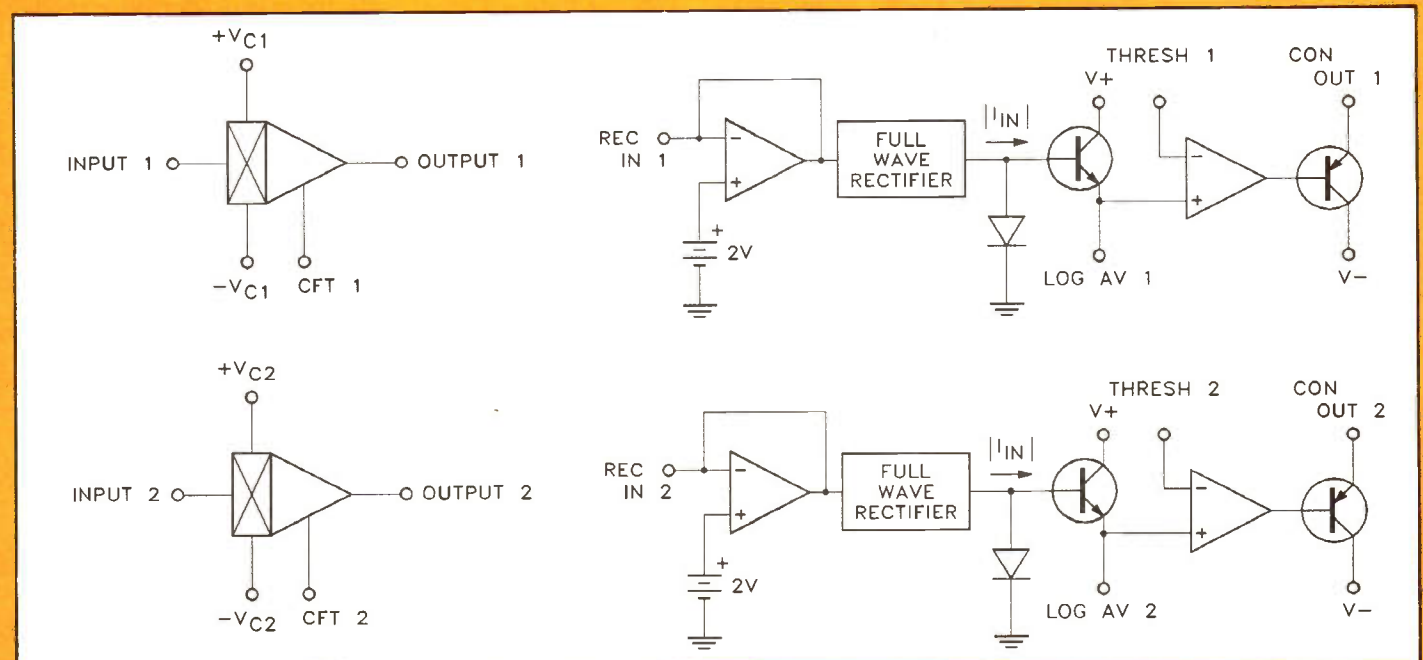 +VC1
INPUT 1
OUTPUT 1
-VC1
CFT 1
REC
IN 1
-
+
+
2V
FULL
WAVE
RECTIFIER
|IIN|
V+
THRESH 1
CON
OUT 1
-
+
LOG AV 1
V-
+VC2
INPUT 2
OUTPUT 2
-VC2
CFT 2
REC
IN 2
-
+
+
2V
FULL
WAVE
RECTIFIER
|IIN|
V+
THRESH 2
CON
OUT 2
-
+
LOG AV 2
V-